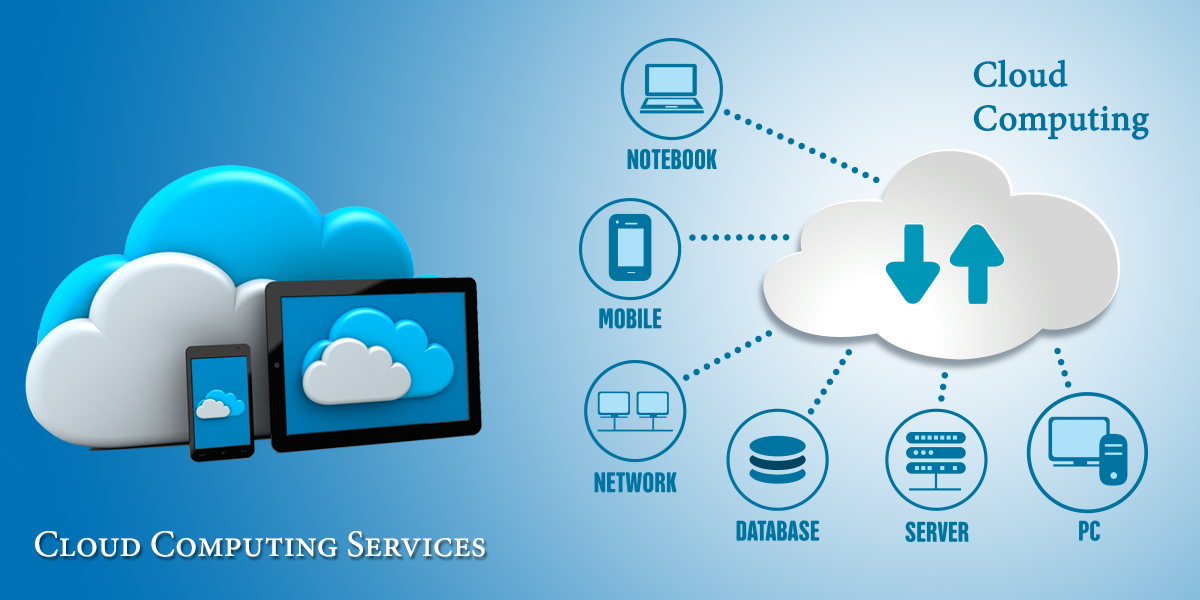 Cloud
Computing
NOTEBOOK
MOBILE
NETWORK
DATABASE
SERVER
PC
Cloud Computing Services